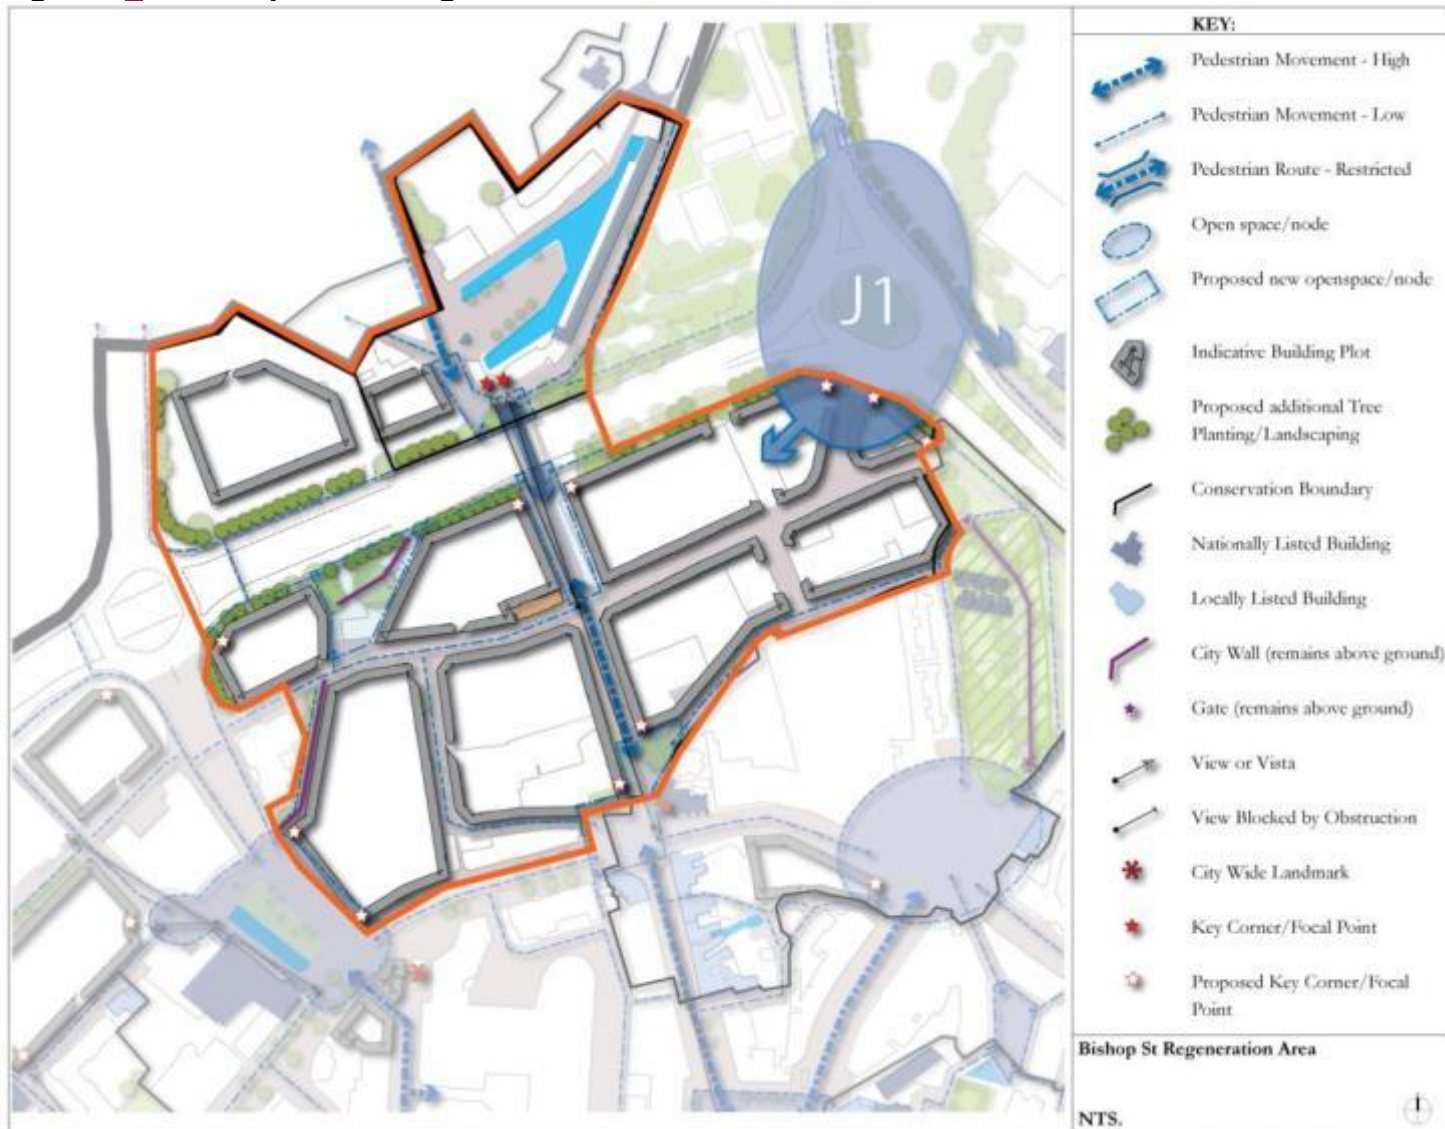 KEY:
Pedestrian Movement - High
Pedestrian Movement - Low
Pedestrian Route - Restricted
Open space/node
Proposed new openspace/node
Indicative Building Plot
Proposed additional Tree
Planting/Landscaping
Conservation Boundary
Nationally Listed Building
Locally Listed Building
City Wall (remains above ground)
Gate (remains above ground)
View or Vista
View Blocked by Obstruction
City Wide Landmark
Key Corner/Focal Point
Proposed Key Corner/Focal
Point
Bishop St Regeneration Area
NTS.
J1